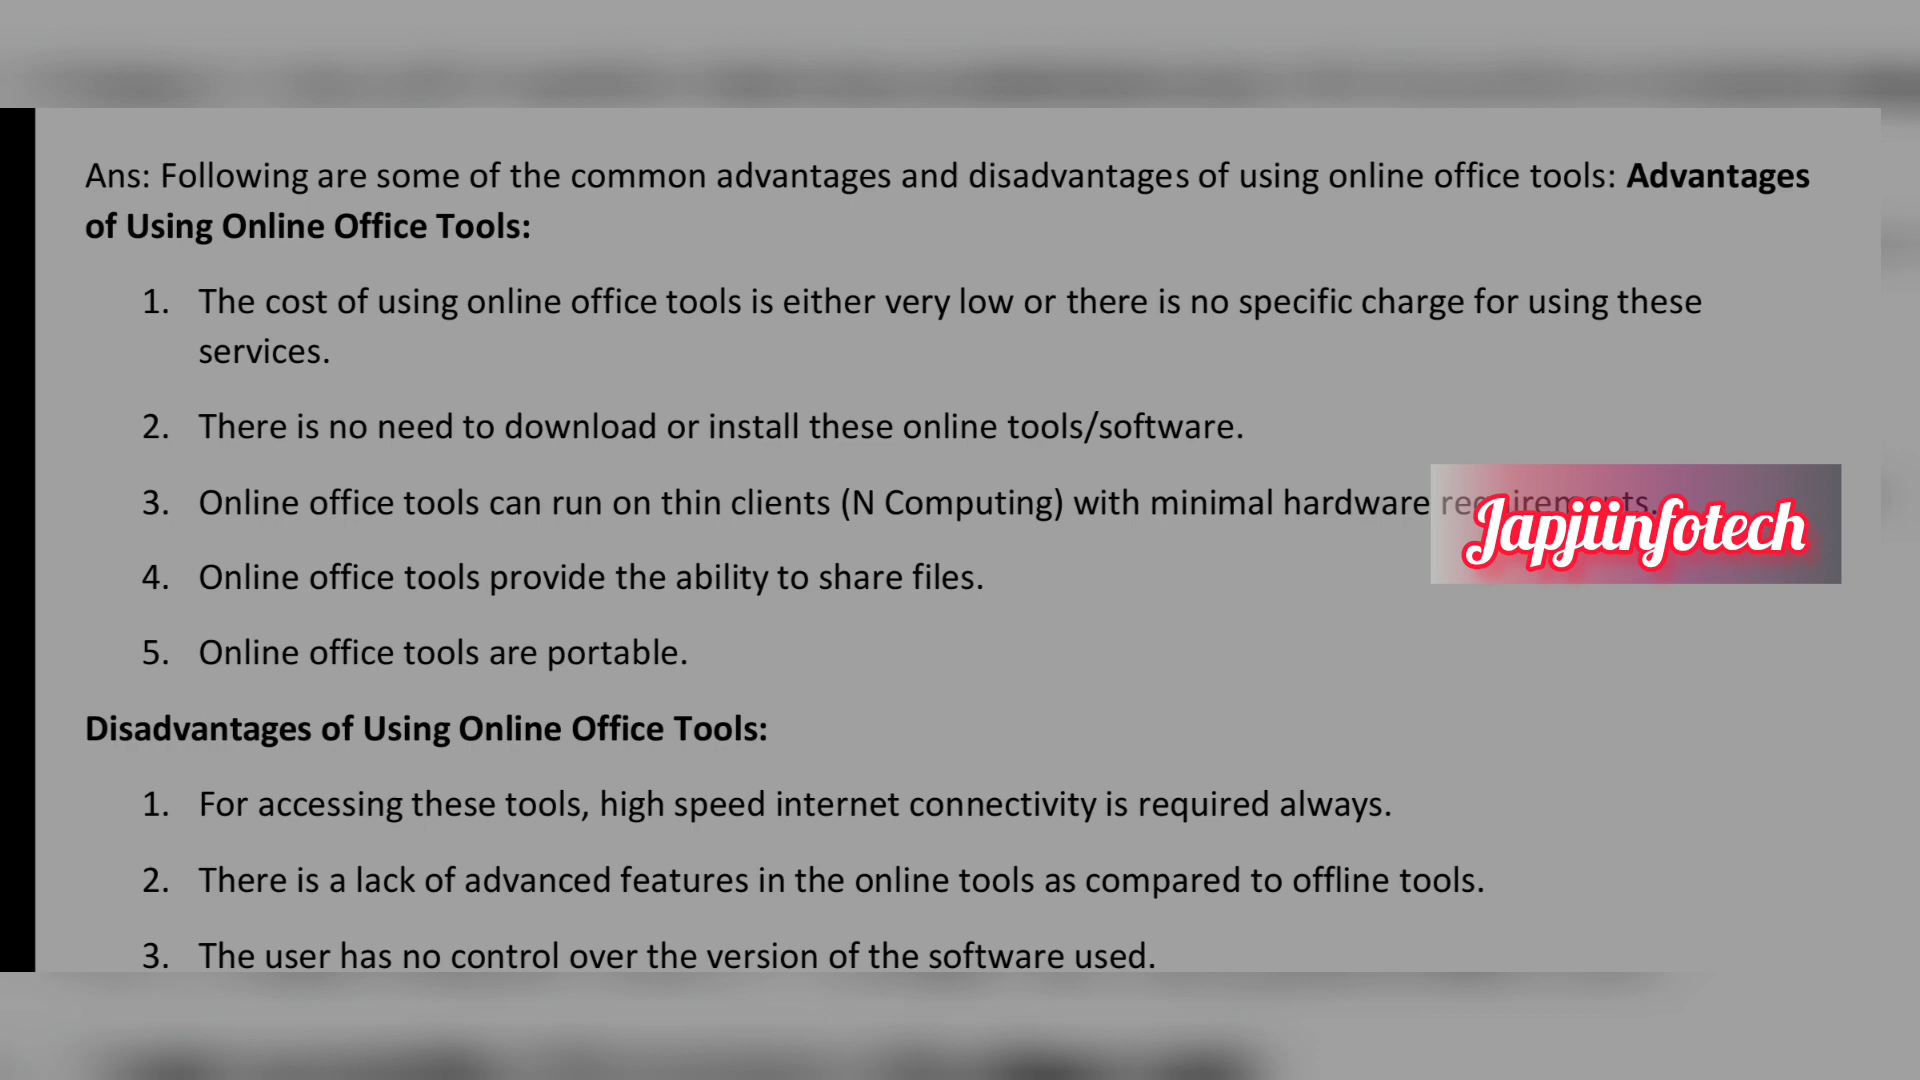 Ans: Following are some of the common advantages and disadvantages of using online office tools: Advantages
of Using Online Office Tools:
1. The cost of using online office tools is either very low or there is no specific charge for using these
services.
2. There is no need to download or install these online tools/software.
3. Online office tools can run on thin clients (N Computing) with minimal hardware requirements.
Japjiinfotech
4. Online office tools provide the ability to share files.
5. Online office tools are portable.
Disadvantages of Using Online Office Tools:
1. For accessing these tools, high speed internet connectivity is required always.
2. There is a lack of advanced features in the online tools as compared to offline tools.
3. The user has no control over the version of the software used.